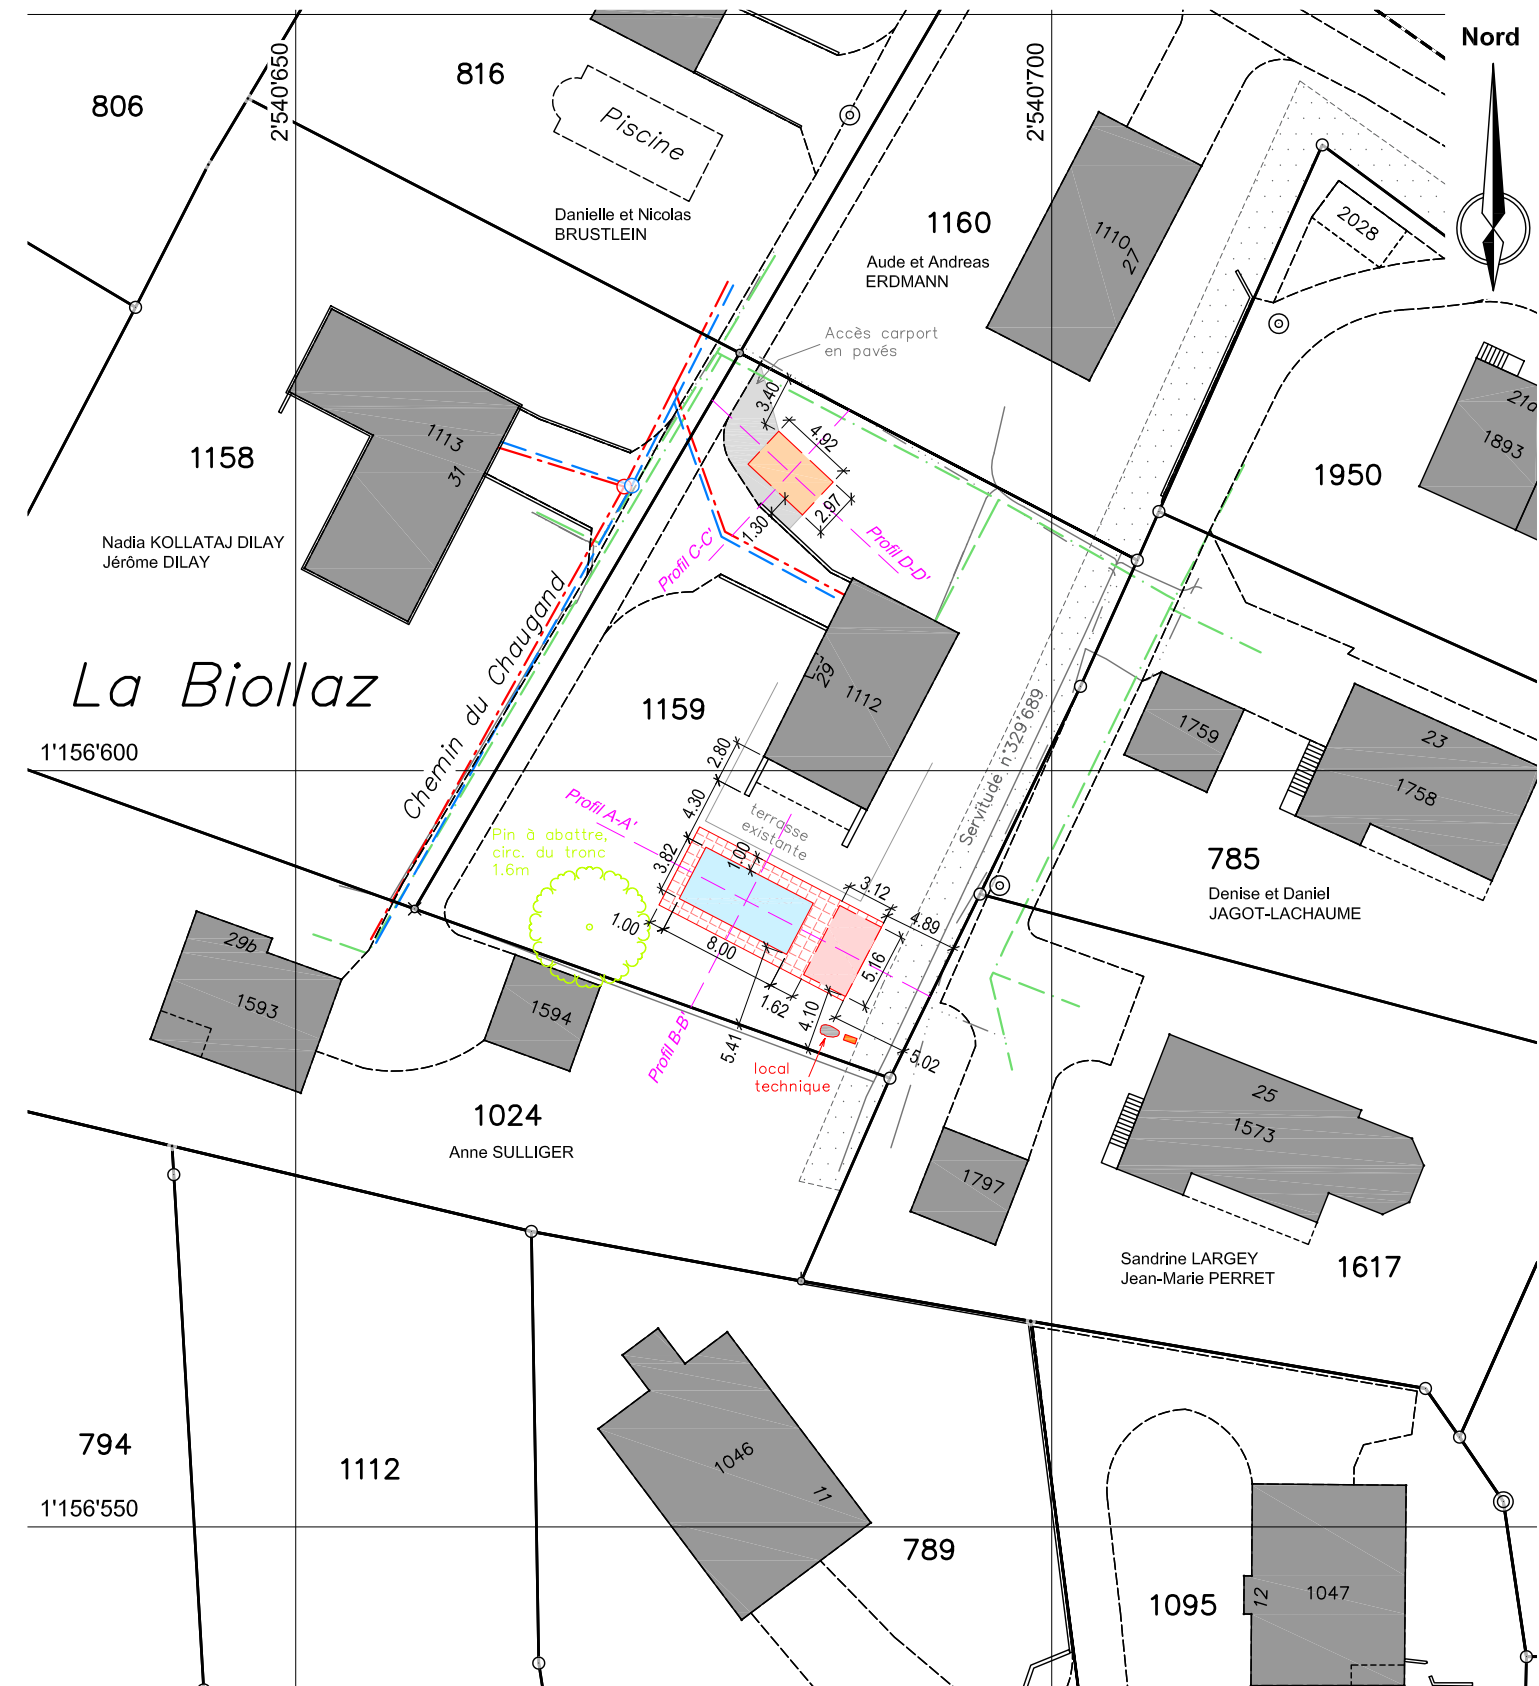 Nord
806
816
2'540'650
2'540'700
Piscine
Danielle et Nicolas
BRUSTLEIN
1160
Aude et Andreas
ERDMANN
1110
27
2028
Accès carport
en pavés
21a
1893
1950
1113
31
1158
3.40
4.92
2.97
1.30
Profil C-C'
Profil D-D'
Nadia KOLLATAJ DILAY
Jérôme DILAY
Chemin du Chaugand
La Biollaz
29
1112
1159
Servitude n°329'689
1759
23
1758
1'156'600
2.80
4.30
Profil A-A'
terrasse
existante
Pin à abattre,
circ. du tronc
1.6m
3.82
1.00
3.12
4.89
785
Denise et Daniel
JAGOT-LACHAUME
1.00
8.00
5.16
1.62
4.10
5.41
5.02
Profil B-B'
local
technique
29b
1593
1594
1024
Anne SULLIGER
25
1573
1797
Sandrine LARGEY
Jean-Marie PERRET
1617
794
1112
1046
11
1'156'550
789
1095
12
1047